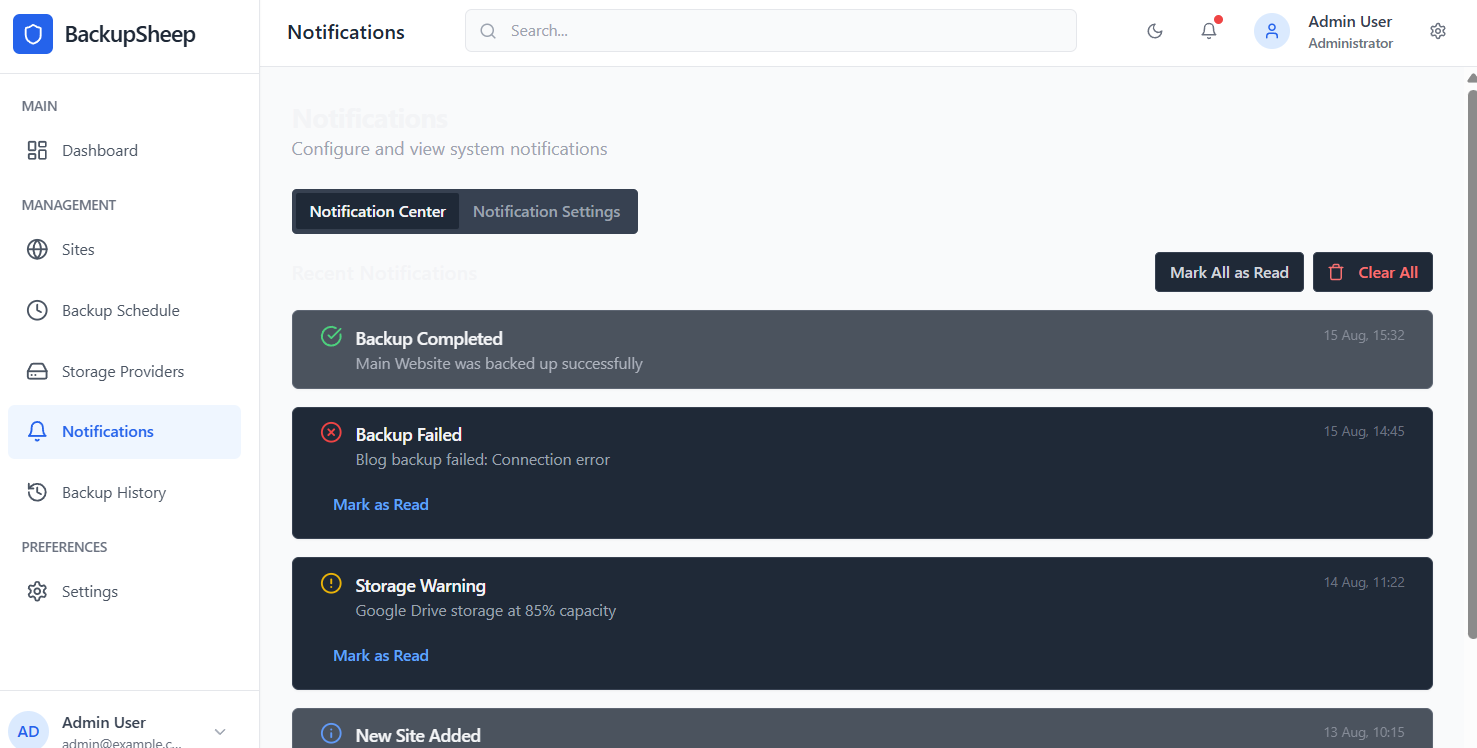 BackupSheep
Notifications
Search...
Admin User
Administrator
MAIN
Dashboard
MANAGEMENT
Sites
Backup Schedule
Storage Providers
Notifications
Backup History
PREFERENCES
Settings
AD
Admin User
admin@example.c...
Notifications
Configure and view system notifications
Notification Center
Notification Settings
Recent Notifications
Mark All as Read
Clear All
Backup Completed
15 Aug, 15:32
Main Website was backed up successfully
Backup Failed
15 Aug, 14:45
Blog backup failed: Connection error
Mark as Read
Storage Warning
14 Aug, 11:22
Google Drive storage at 85% capacity
Mark as Read
New Site Added
13 Aug, 10:15